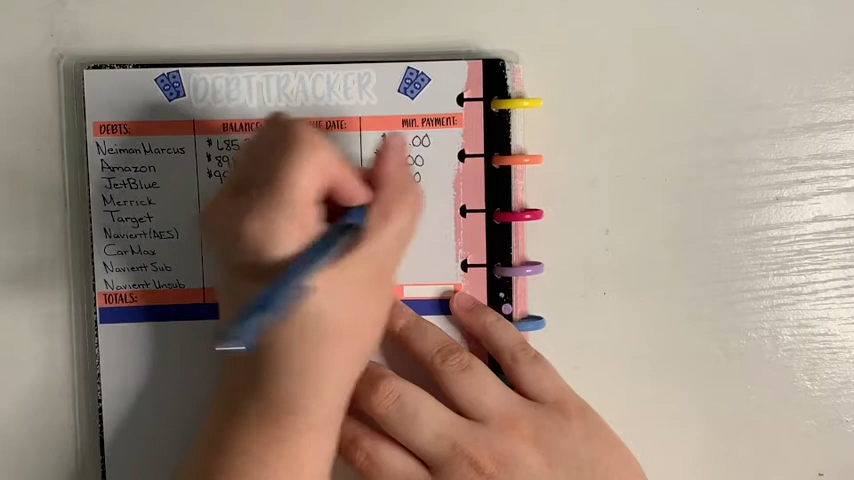 DEBT TRACKER
DEBTS: DATE: MIN. PAYMENT:
Neiman Marcus
Amazon
JetBlue
Merrick
Target
Navient (AES)
CarMax
Navient Sub
Navient Unsub
TOTALS: